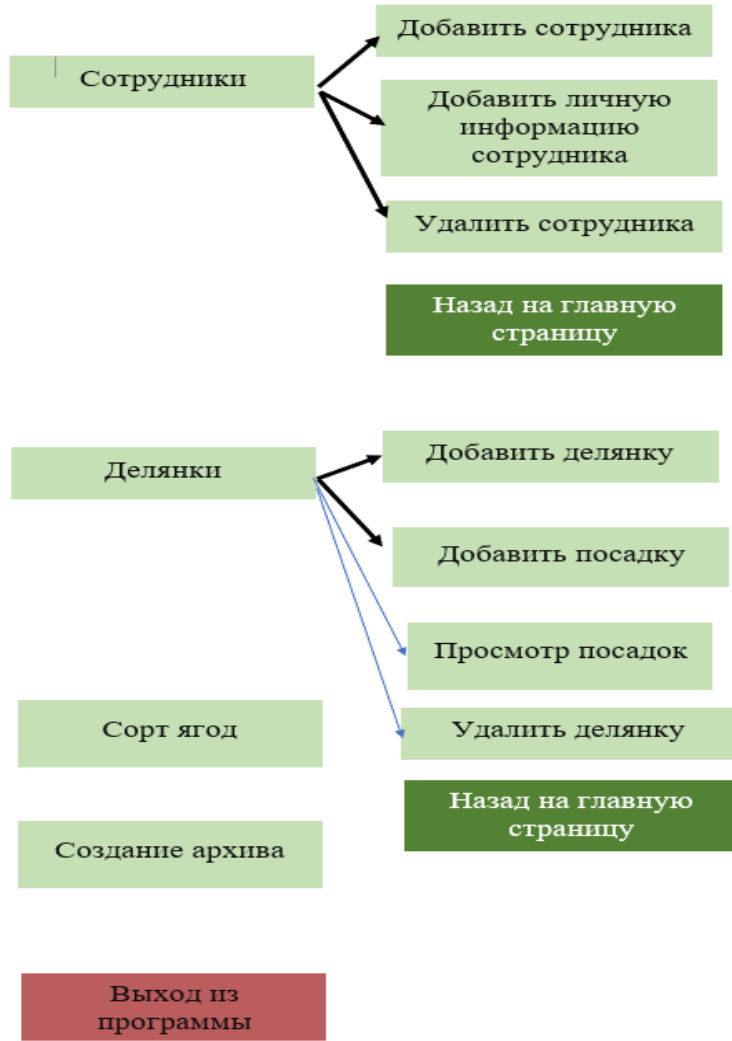 Сотрудники
Добавить сотрудника
Добавить личную
информацию
сотрудника
Удалить сотрудника
Назад на главную
страницу
Делянки
Добавить делянку
Добавить посадку
Просмотр посадок
Удалить делянку
Назад на главную
страницу
Сорт ягод
Создание архива
Выход из
программы